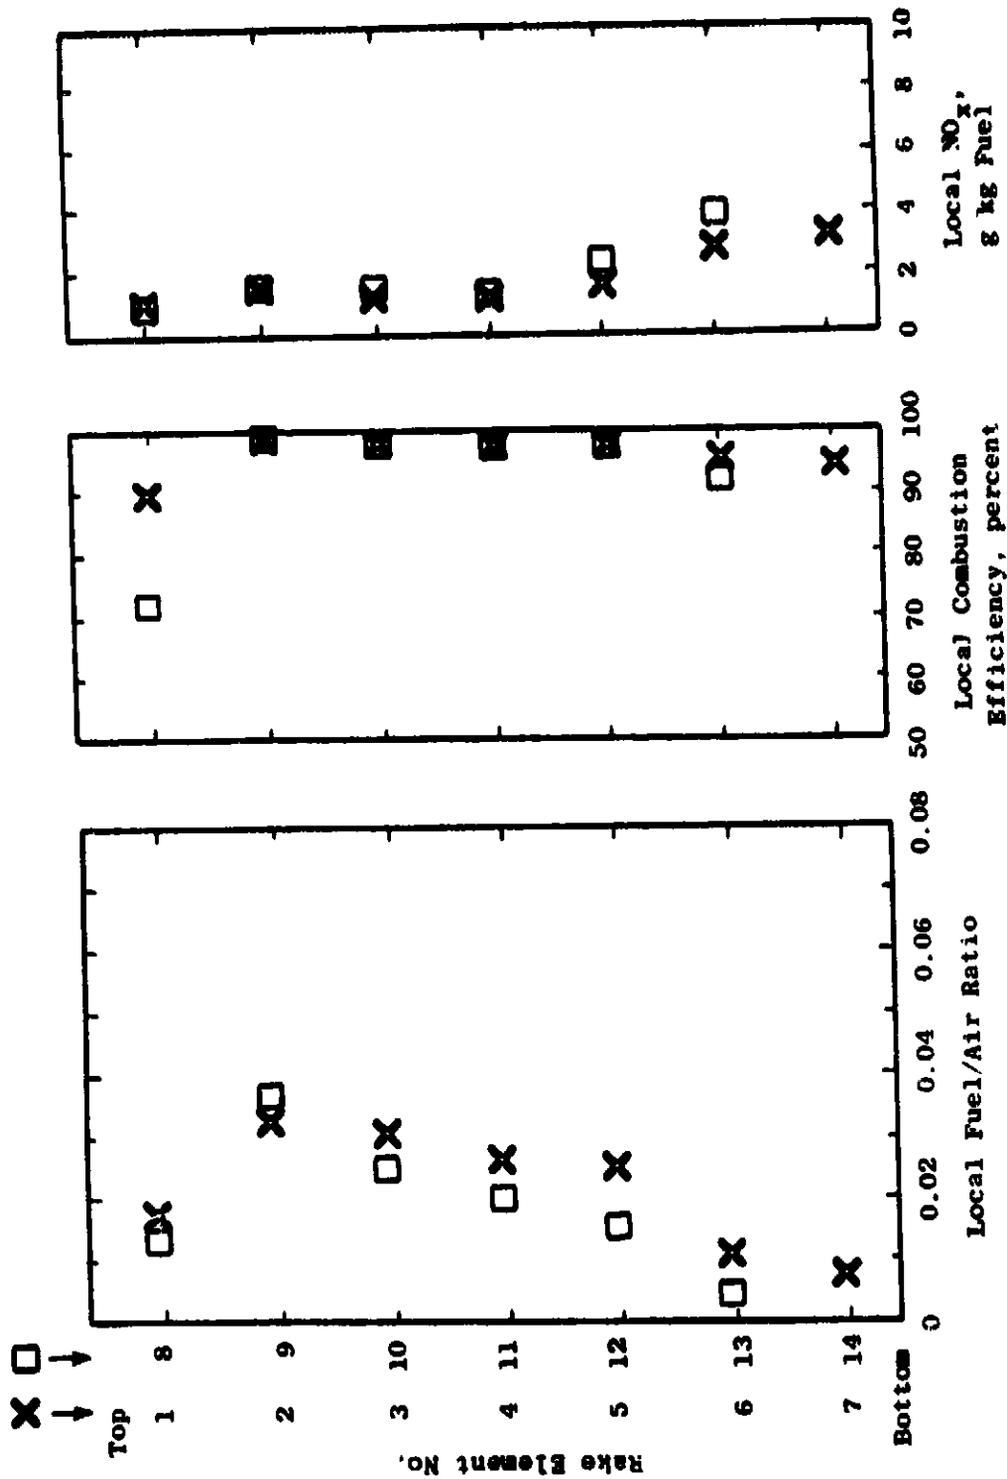 Rake Element No.
Top
1 8
2 9
3 10
4 11
5 12
6 13
7 14
Bottom
0 0.02 0.04 0.06 0.08
Local Fuel/Air Ratio
50 60 70 80 90 100
Local Combustion
Efficiency, percent
0 2 4 6 8 10
Local NOx,
g kg Fuel